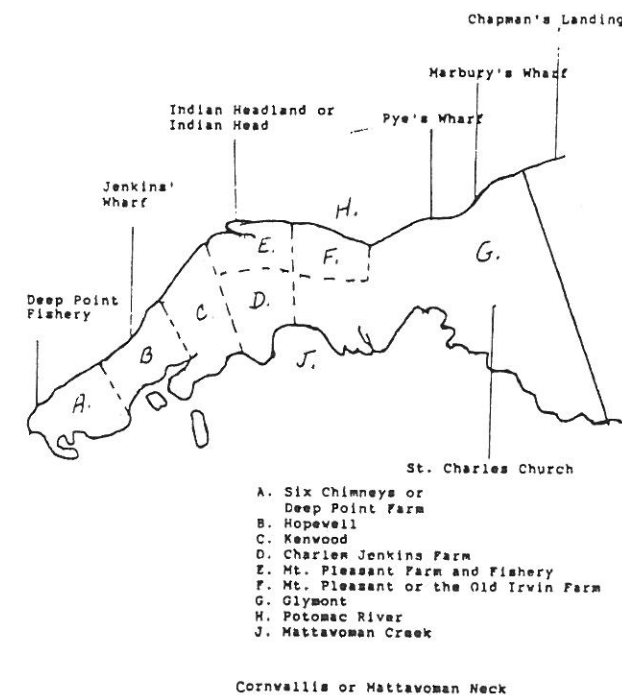 Chapman's Landing
Marbury's Wharf
Indian Headland or
Indian Head
Pye's Wharf
Jenkins'
Wharf
H.
E.
F.
G.
Deep Point
Fishery
C.
D.
B
J.
A.
St. Charles Church
A. Six Chimneys or
Deep Point Farm
B. Hopewell
C. Kenwood
D. Charles Jenkins Farm
E. Mt. Pleasant Farm and Fishery
F. Mt. Pleasant or the Old Irwin Farm
G. Glymont
H. Potomac River
J. Mattawoman Creek
Cornwallis or Mattawoman Neck